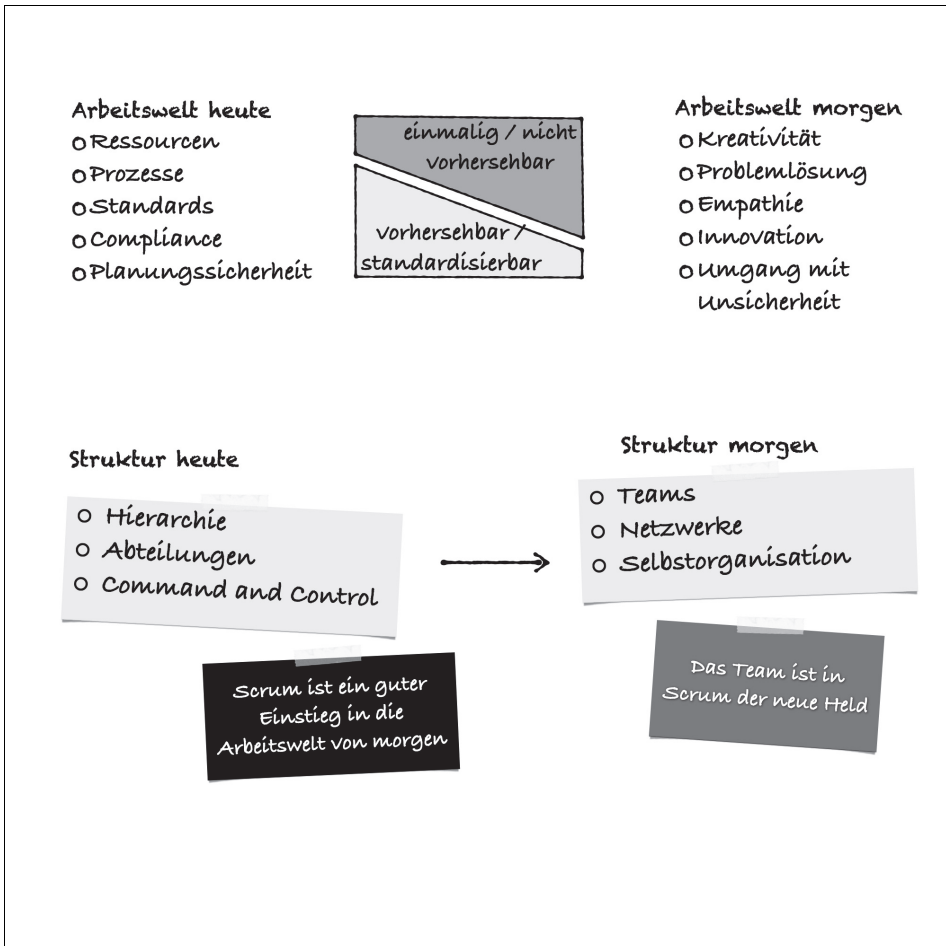 Arbeitswelt heute
Ressourcen
Prozesse
Standards
Compliance
Planungssicherheit
einmalig / nicht
vorhersehbar
vorhersehbar /
standardisierbar
Arbeitswelt morgen
Kreativität
Problemlösung
Empathie
Innovation
Umgang mit
Unsicherheit
Struktur heute
Hierarchie
Abteilungen
Command and Control
Struktur morgen
Teams
Netzwerke
Selbstorganisation
Scrum ist ein guter
Einstieg in die
Arbeitswelt von morgen
Das Team ist in
Scrum der neue Held